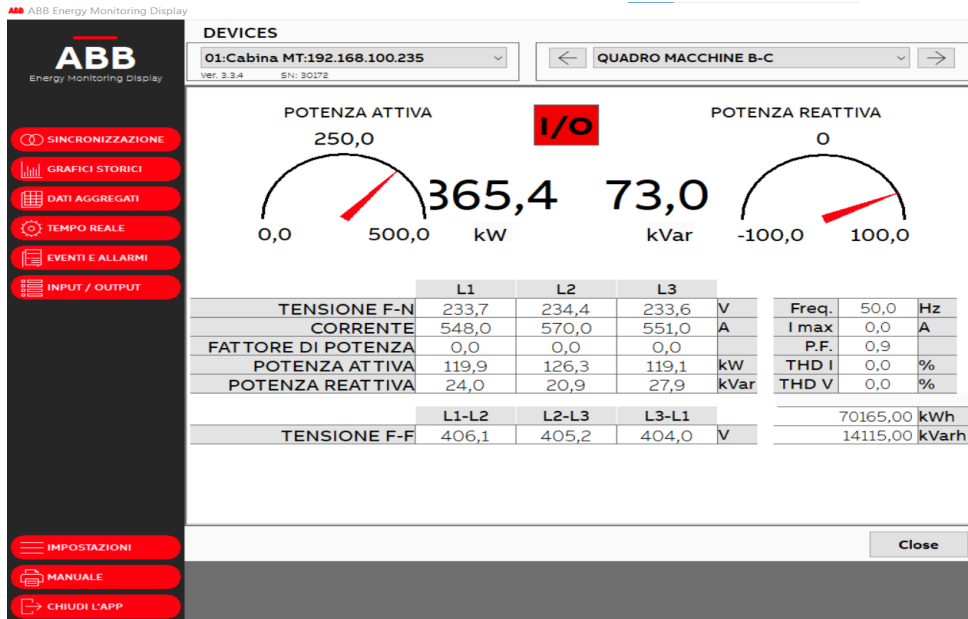 ABB ABB Energy Monitoring Display
ABB
Energy Monitoring Display
SINCRONIZZAZIONE
GRAFICI STORICI
DATI AGGREGATI
TEMPO REALE
EVENTI E ALLARMI
INPUT / OUTPUT
IMPOSTAZIONI
MANUALE
CHIUDI L'APP
DEVICES
01:Cabina MT:192.168.100.235
Ver. 3.3.4 SN: 30172
QUADRO MACCHINE B-C
POTENZA ATTIVA
250,0
0,0 500,0
365,4
kW
I/O
73,0
kVar
POTENZA REATTIVA
0
-100,0 100,0
L1 L2 L3
TENSIONE F-N 233,7 234,4 233,6 V
CORRENTE 548,0 570,0 551,0 A
FATTORE DI POTENZA 0,0 0,0 0,0
POTENZA ATTIVA 119,9 126,3 119,1 kW
POTENZA REATTIVA 24,0 20,9 27,9 kVar
L1-L2 L2-L3 L3-L1
TENSIONE F-F 406,1 405,2 404,0 V
Freq. 50,0 Hz
I max 0,0 A
P.F. 0,9
THD I 0,0 %
THD V 0,0 %
70165,00 kWh
14115,00 kVarh
Close